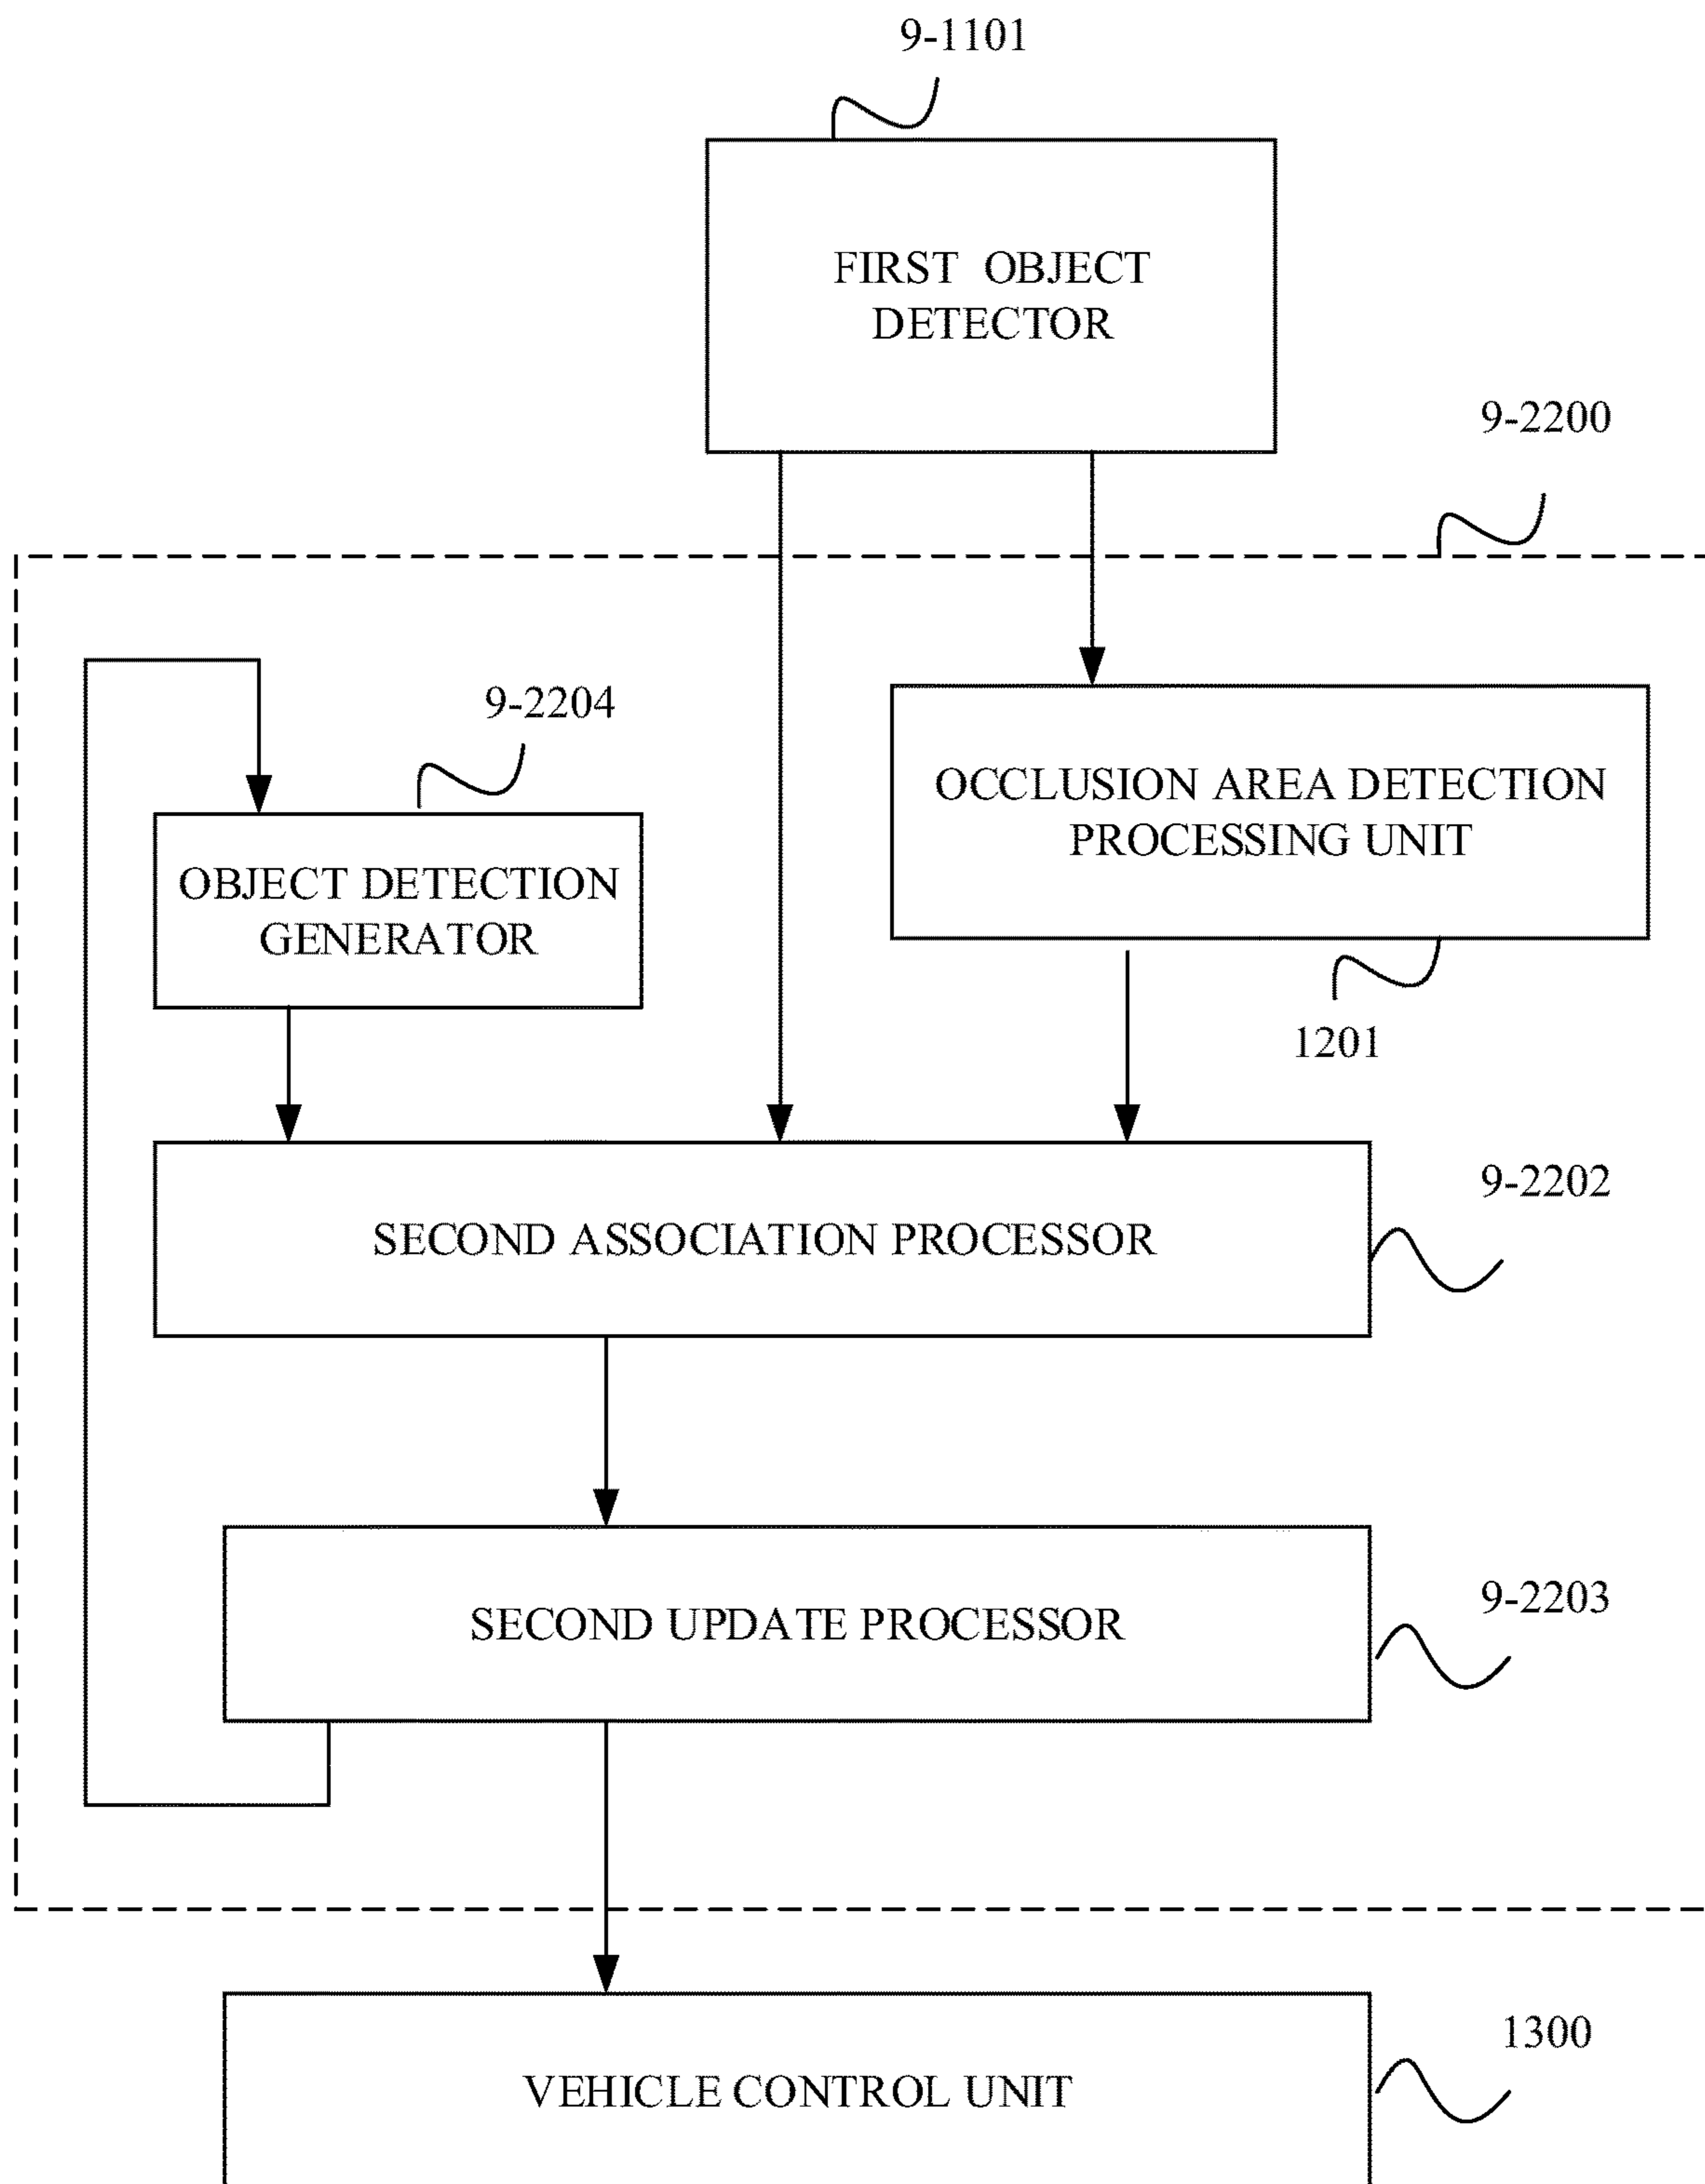 9-1101
FIRST OBJECT
DETECTOR
9-2200
9-2204
OCCLUSION AREA DETECTION
PROCESSING UNIT
OBJECT DETECTION
GENERATOR
1201
9-2202
SECOND ASSOCIATION PROCESSOR
9-2203
SECOND UPDATE PROCESSOR
1300
VEHICLE CONTROL UNIT